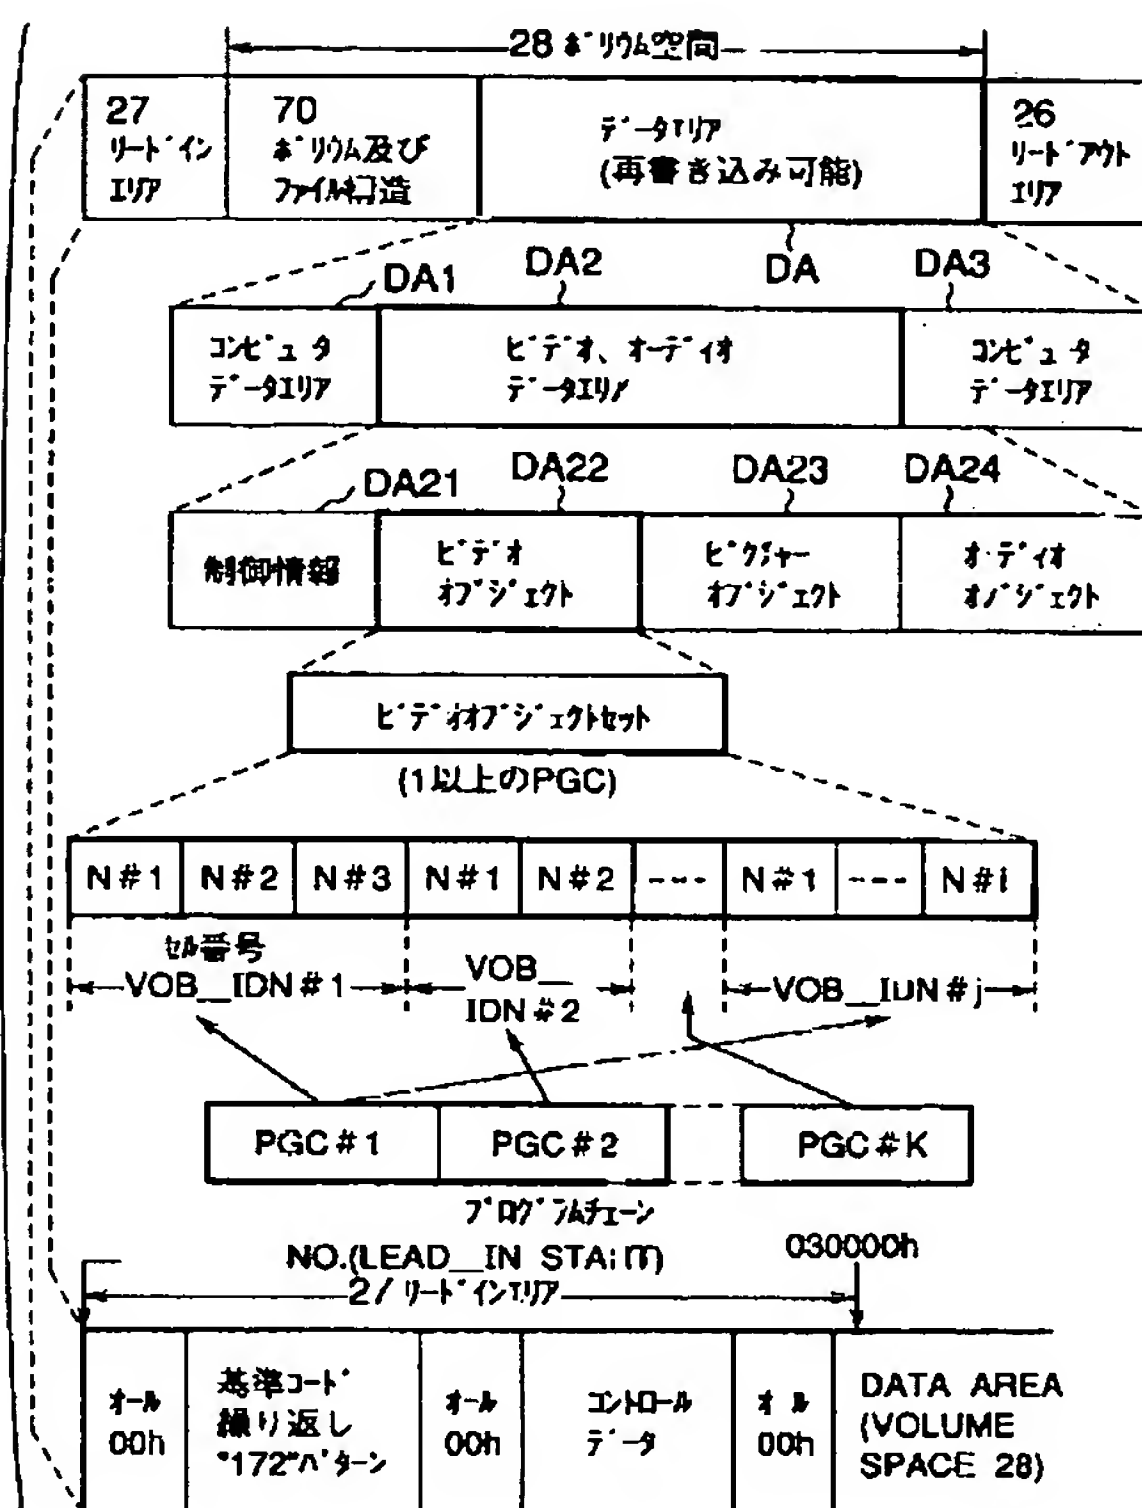 28 ボリウム空間
27
リードイン
エリア
70
ボリウム及び
ファイル構造
データエリア
(再書き込み可能)
26
リードアウト
エリア
DA1
DA2
DA
DA3
コンピュータ
データエリア
ビデオ、オーディオ
データエリア
コンピュータ
データエリア
DA21
DA22
DA23
DA24
制御情報
ビデオ
オブジェクト
ピクジャー
オブジェクト
オーディオ
オバジェクト
ビデオオブジェクトセット
(1以上のPGC)
N#1 N#2 N#3 N#1 N#2 --- N#1 --- N#i
セル番号
VOB__IDN#1
VOB__
IDN#2
VOB__IDN#j
PGC#1 PGC#2 PGC#K
プログラムチェーン
NO.(LEAD__IN
030000h
リードインエリア
オール
00h
基準コード
繰り返し
"172"パターン
オール
00h
コントロール
データ
オール
00h
DATA AREA
(VOLUME
SPACE 28)